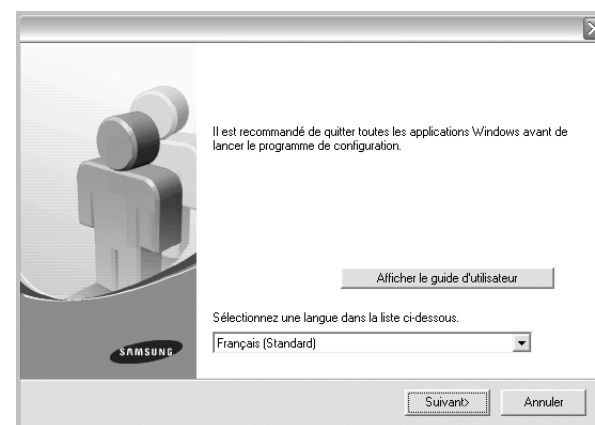 Il est recommandé de quitter toutes les applications Windows avant de
lancer le programme de configuration.
Afficher le guide d'utilisateur
Sélectionnez une langue dans la liste ci-dessous.
Français (Standard)
SAMSUNG
Suivant>
Annuler